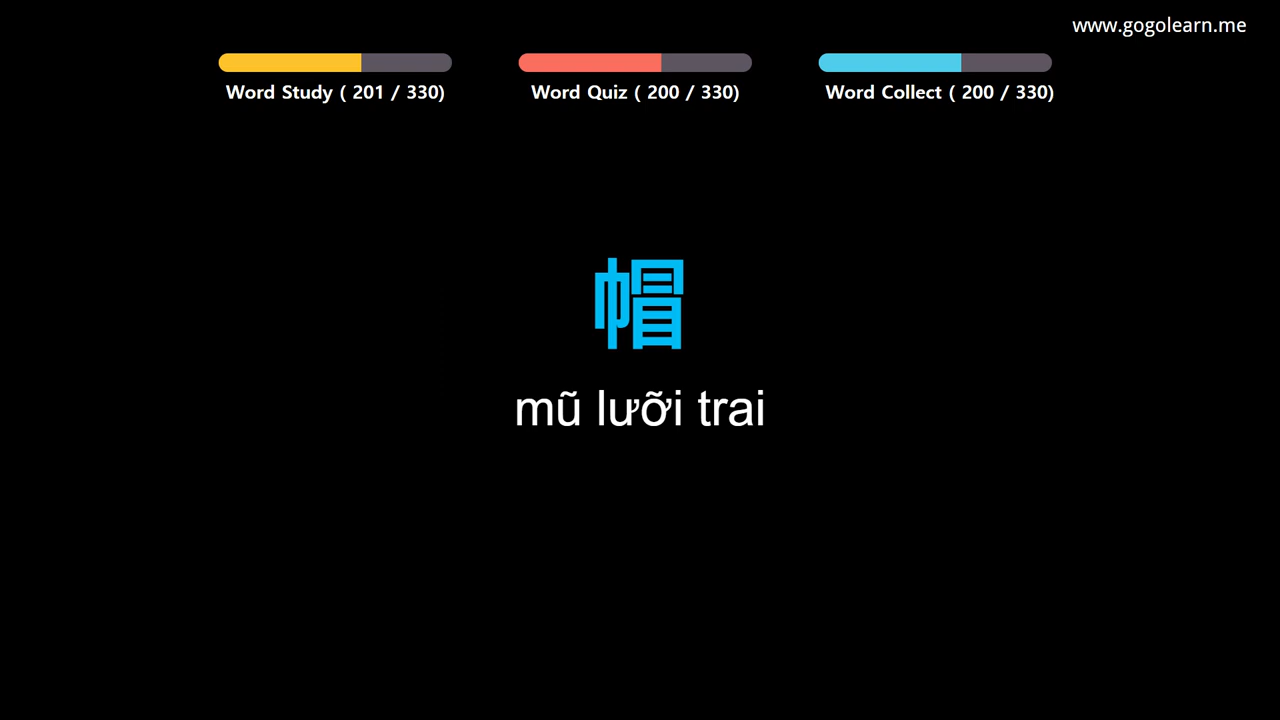 www.gogolearn.me
Word Study ( 201 / 330)
Word Quiz ( 200 / 330)
Word Collect ( 200 / 330)
帽
mũ lưỡi trai